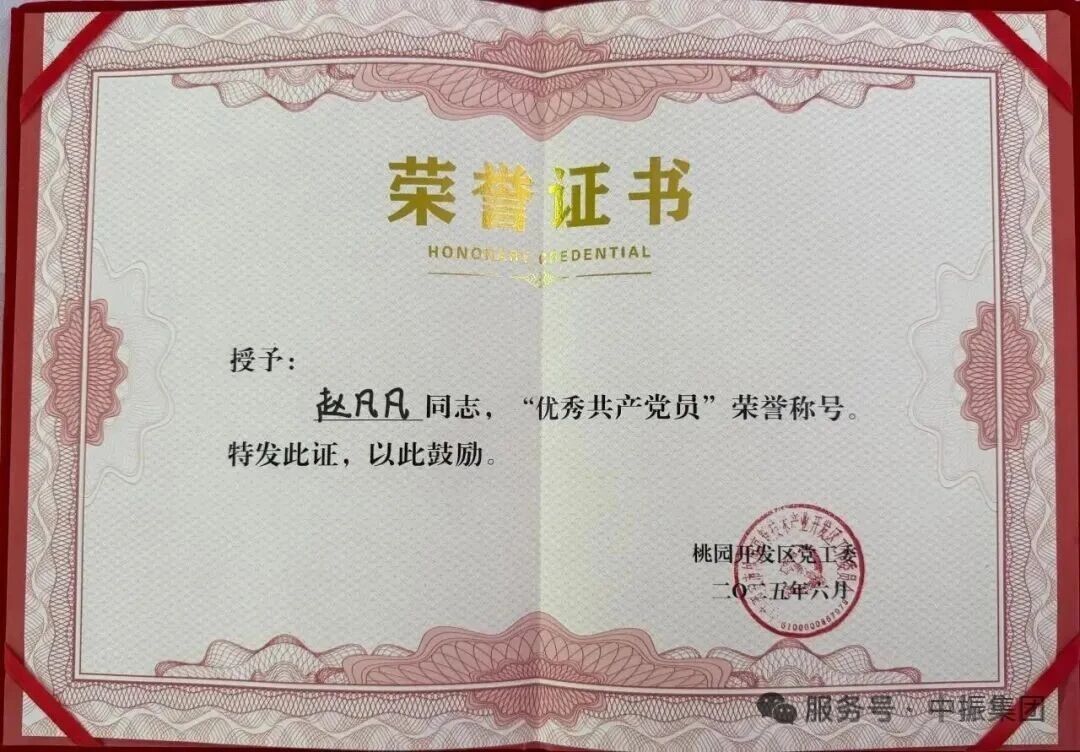 荣誉证书
HONORARY CREDENTIAL
授予：
赵凡凡 同志，“优秀共产党员”荣誉称号。
特发此证，以此鼓励。
桃园开发区党工委
二〇二五年六月
服务号·中振集团